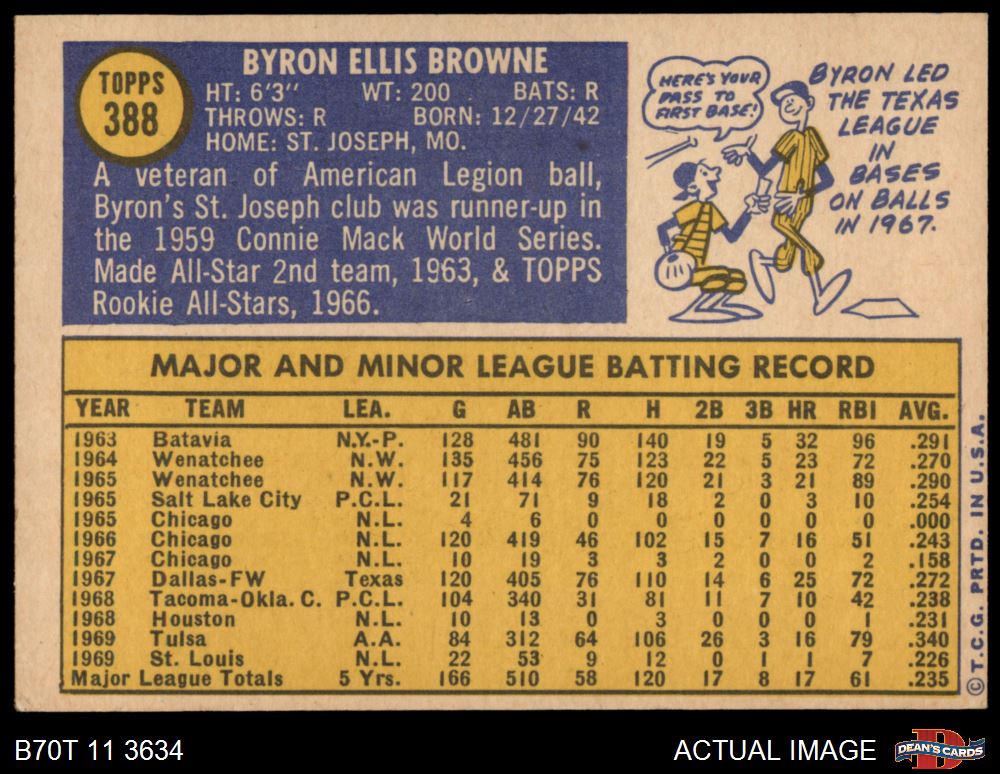 TOPPS
388
BYRON ELLIS BROWNE
HT: 6'3" WT: 200 BATS: R
THROWS: R BORN: 12/27/42
HOME: ST. JOSEPH, MO.
A veteran of American Legion ball,
Byron's St. Joseph club was runner-up in
the 1959 Connie Mack World Series.
Made All-Star 2nd team, 1963, & TOPPS
Rookie All-Stars, 1966.
HERE'S YOUR
PASS TO
FIRST BASE!
BYRON LED
THE TEXAS
LEAGUE
IN
BASES
ON BALLS
IN 1967.
MAJOR AND MINOR LEAGUE BATTING RECORD
YEAR TEAM LEA. G AB R H 2B 3B HR RBI AVG.
1963 Batavia N.Y.-P. 128 481 90 140 19 5 32 96 .291
1964 Wenatchee N.W. 135 456 75 123 22 5 23 72 .270
1965 Wenatchee N.W. 117 414 76 120 21 3 21 89 .290
1965 Salt Lake City P.C.L. 21 71 9 18 2 0 3 10 .254
1965 Chicago N.L. 4 6 0 0 0 0 0 0 .000
1966 Chicago N.L. 120 419 46 102 15 7 16 51 .243
1967 Chicago N.L. 10 19 3 3 2 0 0 2 .158
1967 Dallas-FW Texas 120 405 76 110 14 6 25 72 .272
1968 Tacoma-Okla. C. P.C.L. 104 340 31 81 11 7 10 42 .238
1968 Houston N.L. 10 13 0 3 0 0 0 1 .231
1969 Tulsa A.A. 84 312 64 106 26 3 16 79 .340
1969 St. Louis N.L. 22 53 9 12 0 1 1 7 .226
Major League Totals 5 Yrs. 166 510 58 120 17 8 17 61 .235
© T.C.G. PRTD. IN U.S.A.
B70T 11 3634
ACTUAL IMAGE
D
DEAN'S CARDS